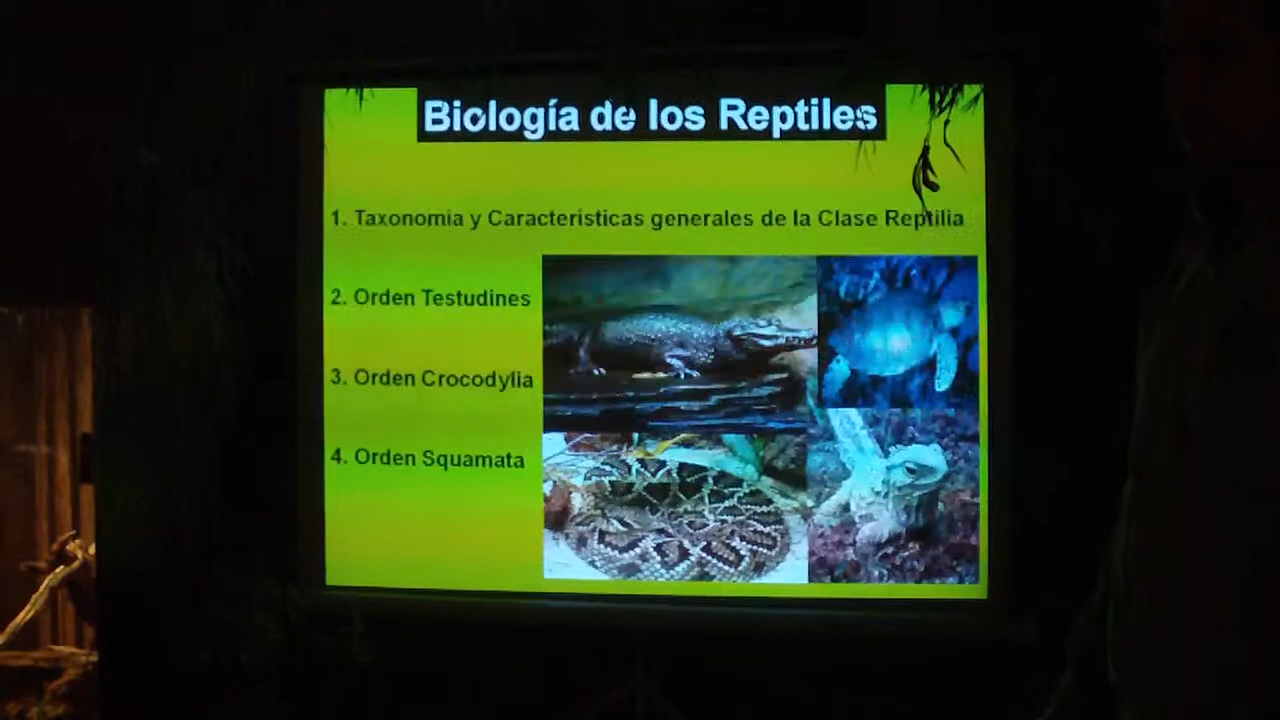 Biología de los Reptiles
1. Taxonomia y Caracteristicas generales de la Clase Reptilia
2. Orden Testudines
3. Orden Crocodylia
4. Orden Squamata